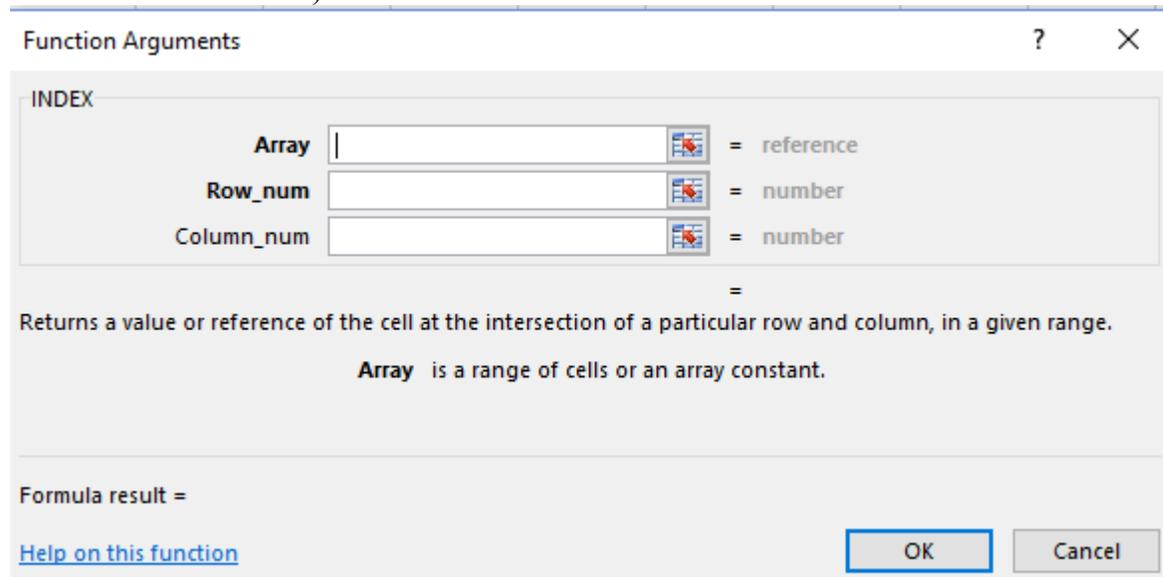 Function Arguments ? ✕
INDEX
Array = reference
Row_num = number
Column_num = number
=
Returns a value or reference of the cell at the intersection of a particular row and column, in a given range.
Array is a range of cells or an array constant.
Formula result =
Help on this function OK Cancel